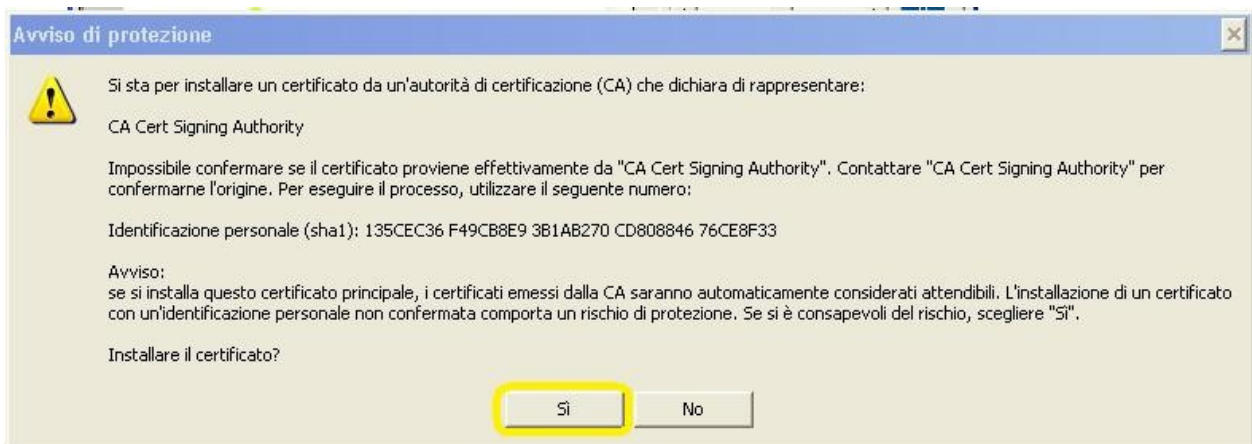 Avviso di protezione
Si sta per installare un certificato da un'autorità di certificazione (CA) che dichiara di rappresentare:
CA Cert Signing Authority
Impossibile confermare se il certificato proviene effettivamente da "CA Cert Signing Authority". Contattare "CA Cert Signing Authority" per
confermarne l'origine. Per eseguire il processo, utilizzare il seguente numero:
Identificazione personale (sha1): 135CEC36 F49CB8E9 3B1AB270 CD808846 76CE8F33
Avviso:
se si installa questo certificato principale, i certificati emessi dalla CA saranno automaticamente considerati attendibili. L'installazione di un certificato
con un'identificazione personale non confermata comporta un rischio di protezione. Se si è consapevoli del rischio, scegliere "Sì".
Installare il certificato?
Sì
No